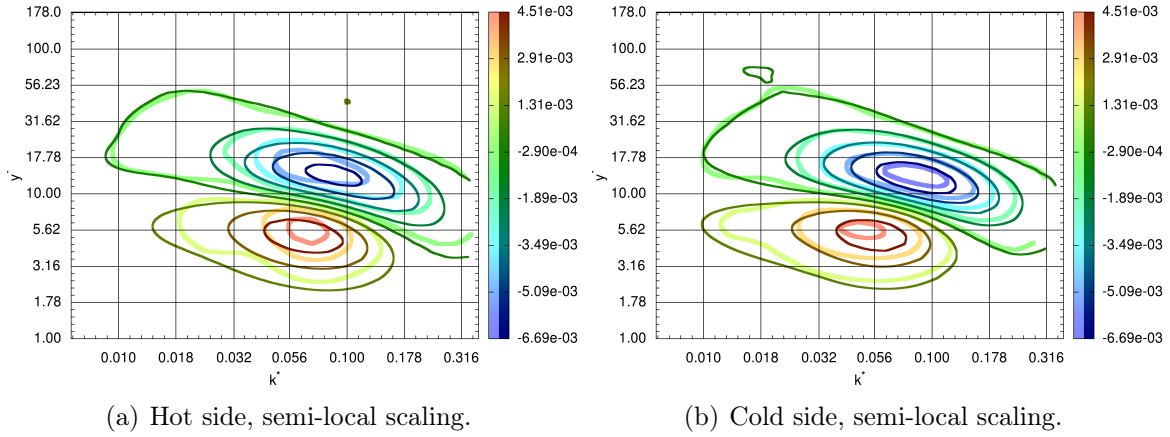 178.0
100.0
56.23
31.62
17.78
10.00
5.62
3.16
1.78
1.00
y*
0.010 0.018 0.032 0.056 0.100 0.178 0.316
k*
4.51e-03
2.91e-03
1.31e-03
-2.90e-04
-1.89e-03
-3.49e-03
-5.09e-03
-6.69e-03
(a) Hot side, semi-local scaling.
178.0
100.0
56.23
31.62
17.78
10.00
5.62
3.16
1.78
1.00
y*
0.010 0.018 0.032 0.056 0.100 0.178 0.316
k*
4.51e-03
2.91e-03
1.31e-03
-2.90e-04
-1.89e-03
-3.49e-03
-5.09e-03
-6.69e-03
(b) Cold side, semi-local scaling.